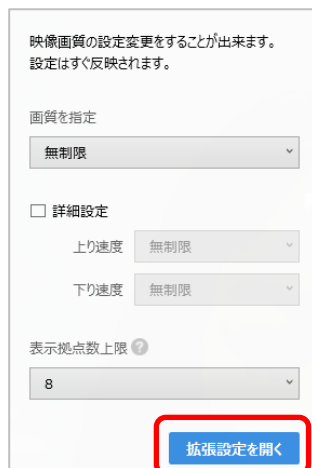 映像画質の設定変更をすることが出来ます。
設定はすぐ反映されます。
画質を指定
無制限
詳細設定
上り速度 無制限
下り速度 無制限
表示拠点数上限 ?
8
拡張設定を開く